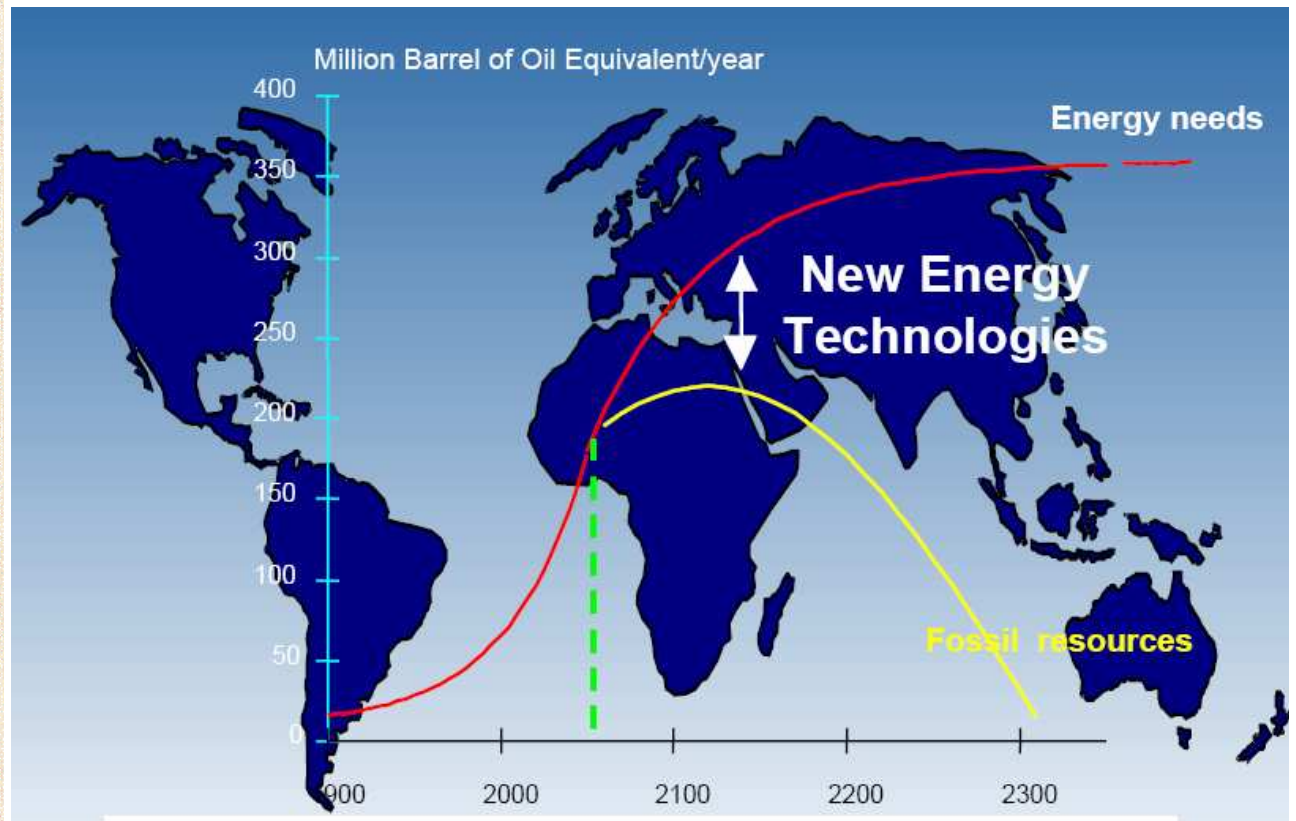 Million Barrel of Oil Equivalent/year
400
350
300
250
200
150
100
50
0
Energy needs
New Energy
Technologies
Fossil resources
900 2000 2100 2200 2300